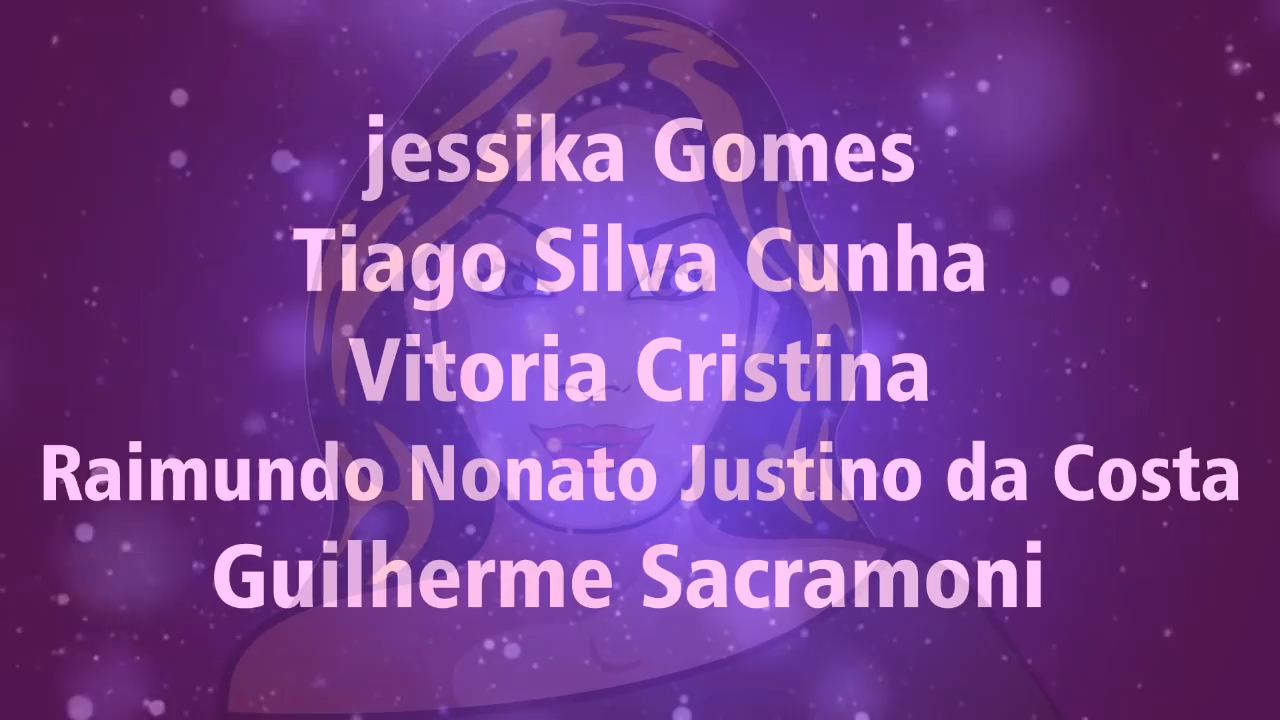 jessika Gomes
Tiago Silva Cunha
Vitoria Cristina
Raimundo Nonato Justino da Costa
Guilherme Sacramoni